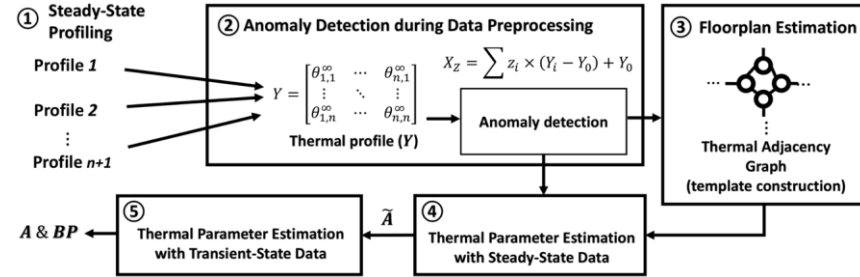 ① Steady-State
Profiling
Profile 1
Profile 2
⋮
Profile n+1
② Anomaly Detection during Data Preprocessing
Y = [θ^∞_{1,1} ⋯ θ^∞_{n,1}
⋮ ⋱ ⋮
θ^∞_{1,n} ⋯ θ^∞_{n,n}]
Thermal profile (Y)
X_Z = ∑ z_i × (Y_i − Y_0) + Y_0
Anomaly detection
③ Floorplan Estimation
⋯ ⋯
⋮
Thermal Adjacency
Graph
(template construction)
④
Thermal Parameter Estimation
with Steady-State Data
Ã
⑤
Thermal Parameter Estimation
with Transient-State Data
A & BP